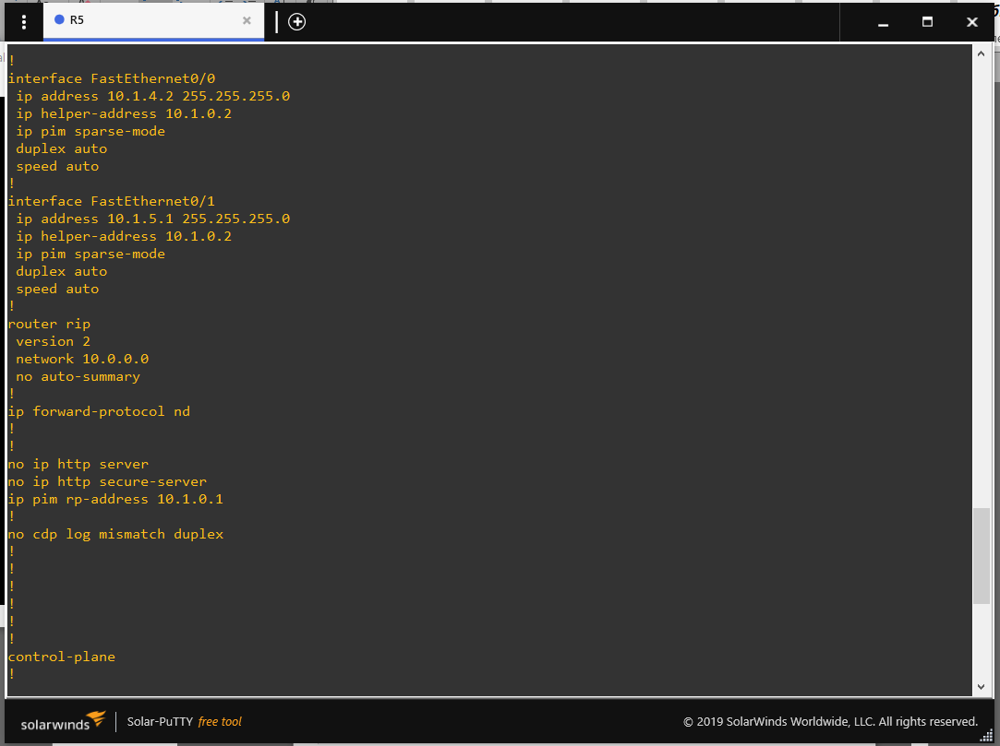 R5
!
interface FastEthernet0/0
 ip address 10.1.4.2 255.255.255.0
 ip helper-address 10.1.0.2
 ip pim sparse-mode
 duplex auto
 speed auto
!
interface FastEthernet0/1
 ip address 10.1.5.1 255.255.255.0
 ip helper-address 10.1.0.2
 ip pim sparse-mode
 duplex auto
 speed auto
!
router rip
 version 2
 network 10.0.0.0
 no auto-summary
!
ip forward-protocol nd
!
!
no ip http server
no ip http secure-server
ip pim rp-address 10.1.0.1
!
no cdp log mismatch duplex
!
!
!
!
!
!
control-plane
!
solarwinds Solar-PuTTY free tool © 2019 SolarWinds Worldwide, LLC. All rights reserved.